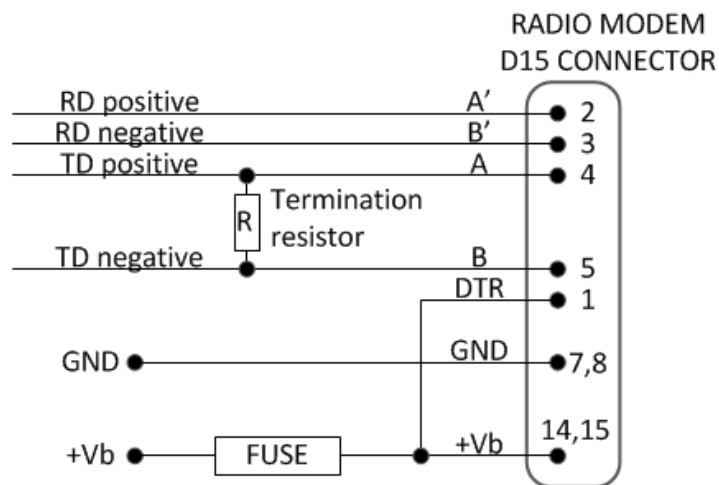 RADIO MODEM
D15 CONNECTOR
RD positive A’ 2
RD negative B’ 3
TD positive A 4
R Termination
resistor
TD negative B 5
DTR 1
GND GND 7,8
+Vb FUSE +Vb 14,15